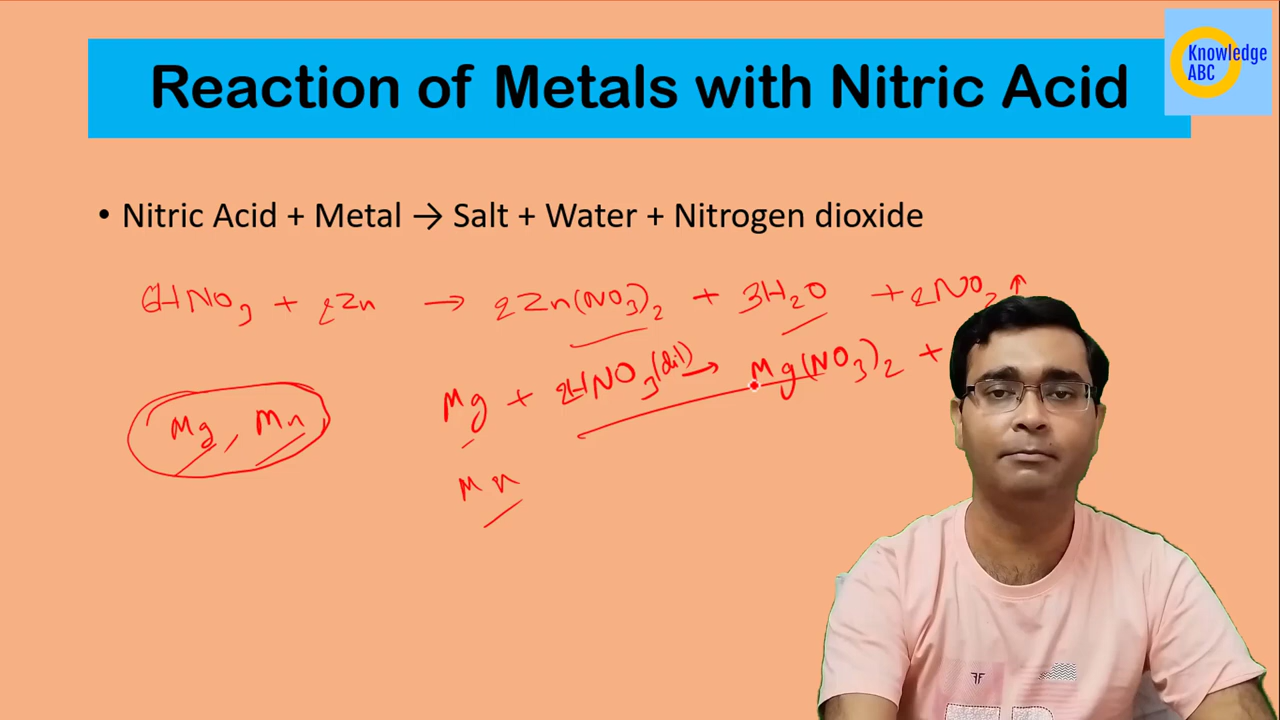 Knowledge
ABC
Reaction of Metals with Nitric Acid
• Nitric Acid + Metal → Salt + Water + Nitrogen dioxide
6HNO₃ + 2Zn → 2Zn(NO₃)₂ + 3H₂O + 2NO₂↑
Mg + 2HNO₃(dil) → Mg(NO₃)₂ +
Mg, Mn
Mn